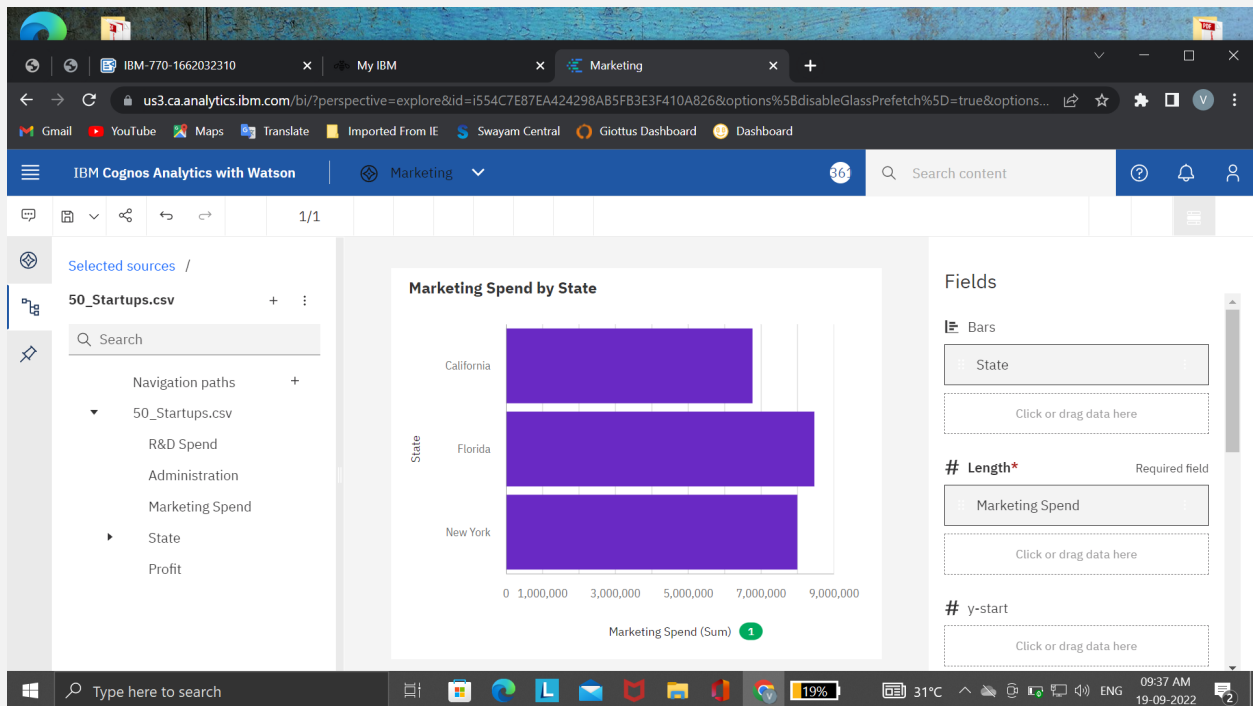 PDF
IBM-770-1662032310
My IBM
Marketing
us3.ca.analytics.ibm.com/bi/?perspective=explore&id=i554C7E87EA424298AB5FB3E3F410A826&options%5BdisableGlassPrefetch%5D=true&options...
V
Gmail YouTube Maps Translate Imported From IE Swayam Central Giottus Dashboard Dashboard
IBM Cognos Analytics with Watson
Marketing
361
Search content
1/1
Selected sources /
50_Startups.csv
Search
Navigation paths
50_Startups.csv
R&D Spend
Administration
Marketing Spend
State
Profit
Marketing Spend by State
State
California
Florida
New York
0 1,000,000 3,000,000 5,000,000 7,000,000 9,000,000
Marketing Spend (Sum) 1
Fields
Bars
State
Click or drag data here
# Length* Required field
Marketing Spend
Click or drag data here
# y-start
Click or drag data here
Type here to search
L
V
19%
31°C
ENG
09:37 AM
19-09-2022
2